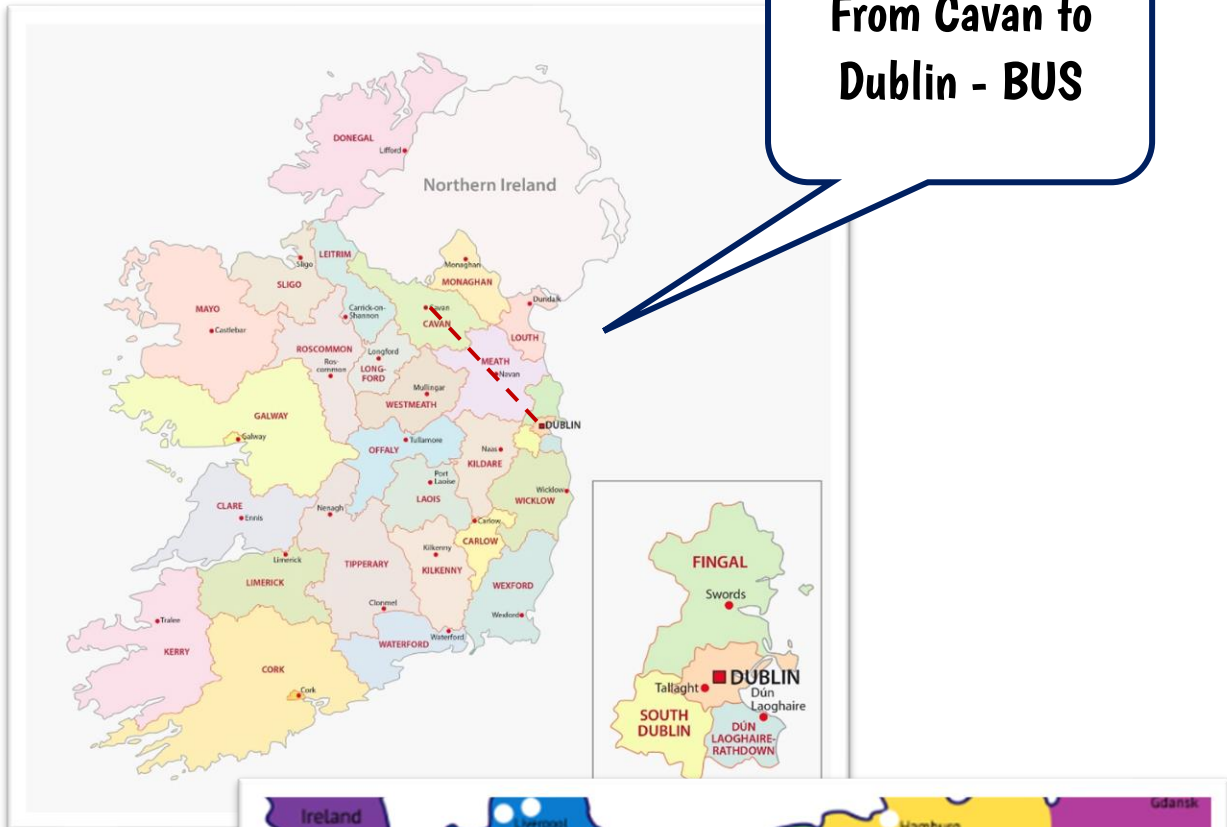 From Cavan to
Dublin - BUS
DONEGAL
Lifford
Northern Ireland
LEITRIM
Sligo
SLIGO
Monaghan
MONAGHAN
MAYO
Castlebar
Carrick-on-
Shannon
Cavan
CAVAN
Dundalk
LOUTH
ROSCOMMON
Ros-
common
Longford
LONG-
FORD
MEATH
Navan
Mullingar
WESTMEATH
GALWAY
Galway
DUBLIN
OFFALY
Tullamore
Naas
KILDARE
Port
Laoise
LAOIS
Wicklow
WICKLOW
CLARE
Ennis
Nenagh
Carlow
CARLOW
Limerick
LIMERICK
TIPPERARY
Kilkenny
KILKENNY
WEXFORD
Wexford
Clonmel
Tralee
KERRY
WATERFORD
Waterford
CORK
Cork
FINGAL
Swords
DUBLIN
Tallaght
Dún
Laoghaire
SOUTH
DUBLIN
DÚN
LAOGHAIRE-
RATHDOWN
Ireland
Liverpool
Hamburg
Gdansk